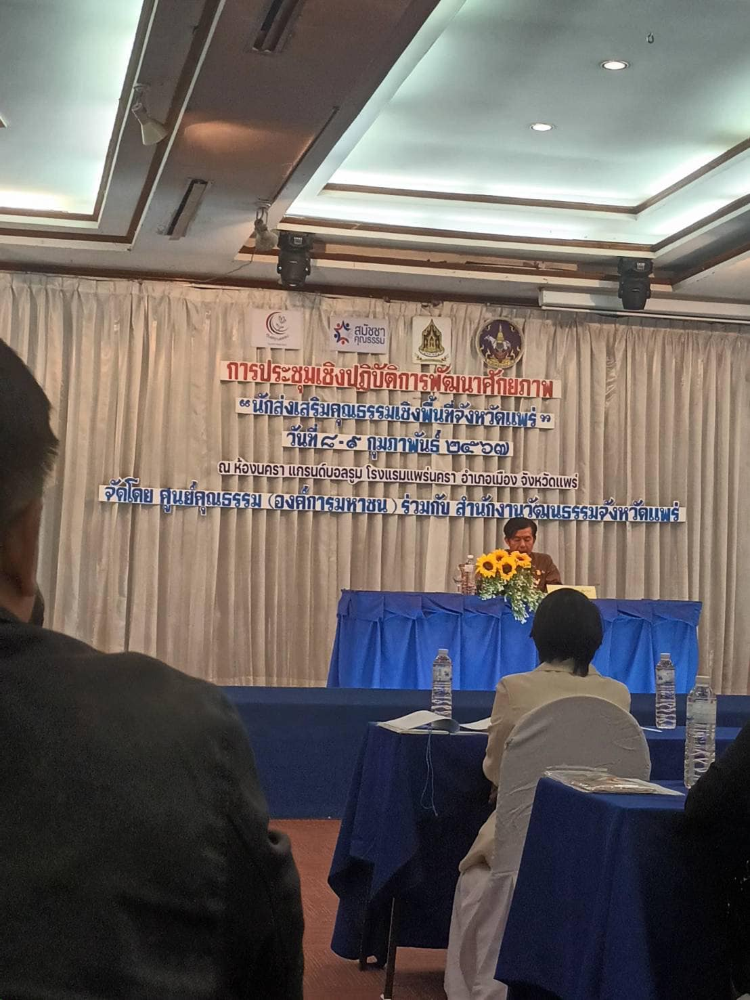 สมัชชา
คุณธรรม
การประชุมเชิงปฏิบัติการพัฒนาศักยภาพ
“นักส่งเสริมคุณธรรมเชิงพื้นที่จังหวัดแพร่”
วันที่ ๘ - ๙ กุมภาพันธ์ ๒๕๖๗
ณ ห้องนครา แกรนด์บอลรูม โรงแรมแพร่นครา อำเภอเมือง จังหวัดแพร่
จัดโดย ศูนย์คุณธรรม (องค์การมหาชน) ร่วมกับ สำนักงานวัฒนธรรมจังหวัดแพร่